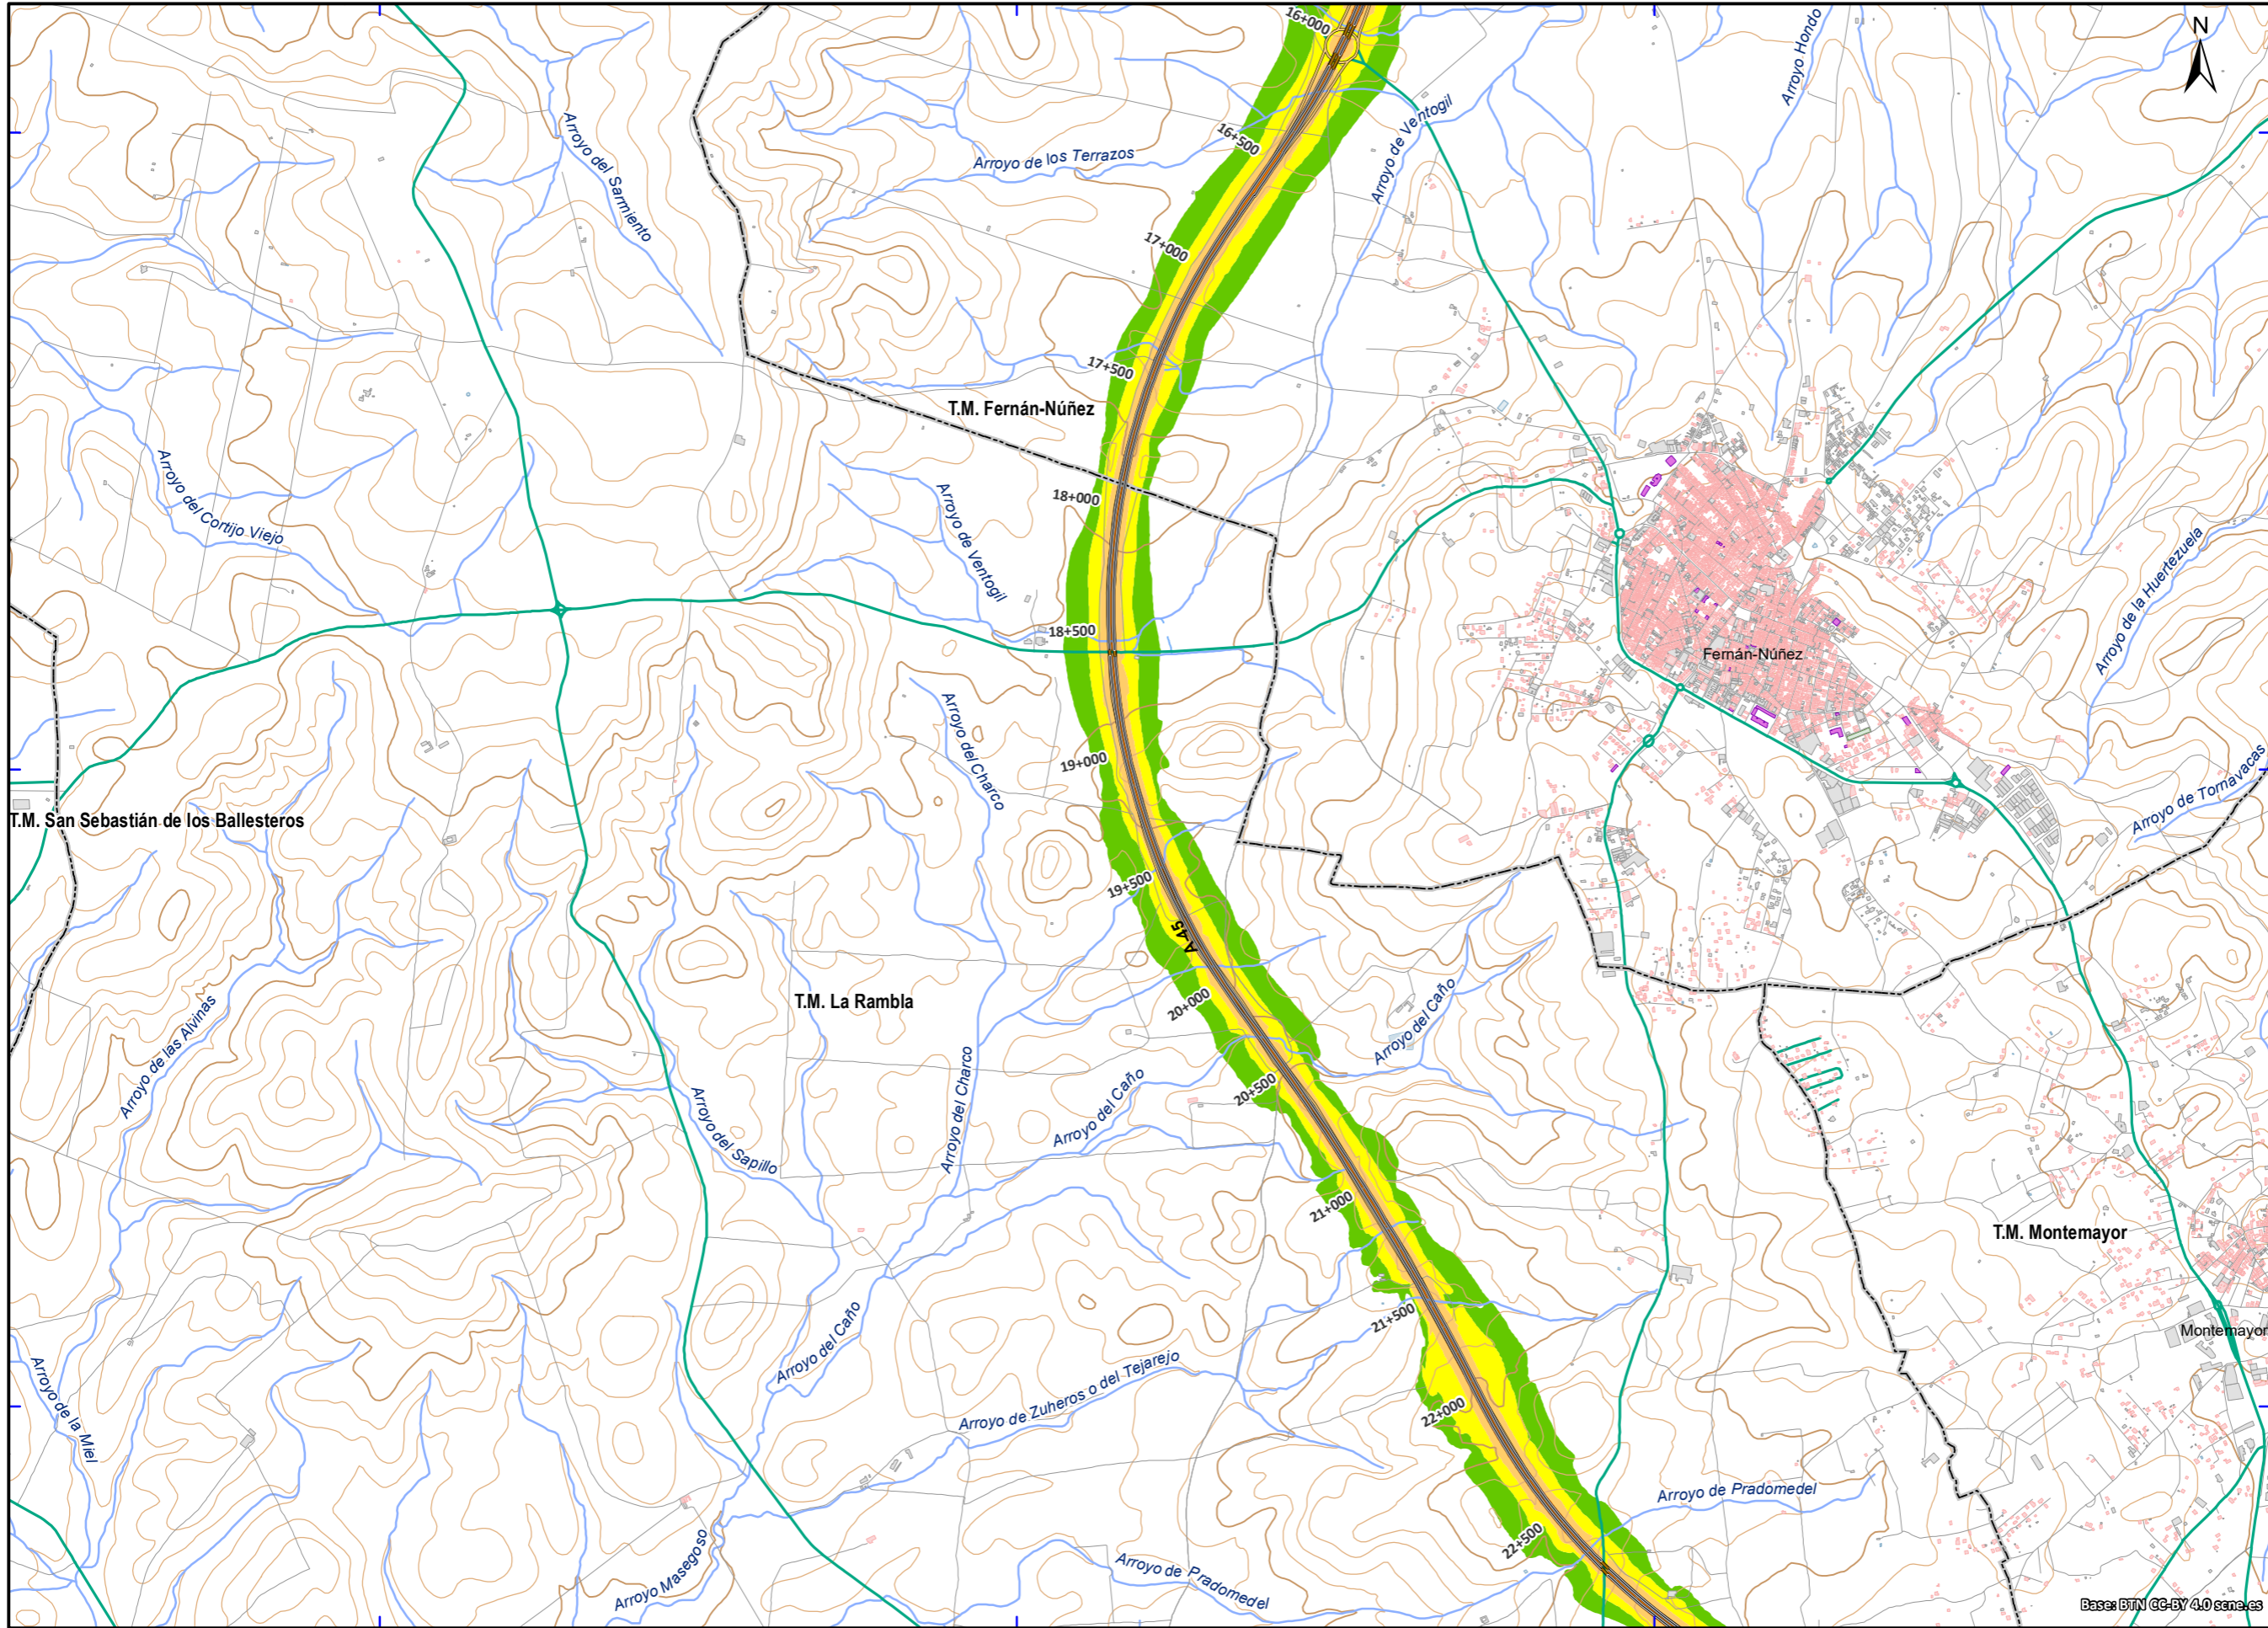 16+000
N
Arroyo Hondo
Arroyo de Ventogil
Arroyo del Sarmiento
16+500
Arroyo de los Terrazos
17+000
17+500
T.M. Fernán-Núñez
Arroyo del Cortijo Viejo
18+000
Arroyo de Ventogil
Arroyo de la Huertezuela
18+500
Fernán-Núñez
Arroyo del Charco
19+000
Arroyo de Tornavacas
T.M. San Sebastián de los Ballesteros
19+500
A-45
T.M. La Rambla
20+000
Arroyo de las Alvinas
Arroyo del Caño
20+500
Arroyo del Charco
Arroyo del Caño
Arroyo del Sapillo
21+000
T.M. Montemayor
21+500
Montemayor
Arroyo del Caño
Arroyo de la Miel
Arroyo de Zuheros o del Tejarejo
22+000
Arroyo de Pradomedel
22+500
Arroyo Masegoso
Arroyo de Pradomedel
Base: BTN CC-BY 4.0 scne.es